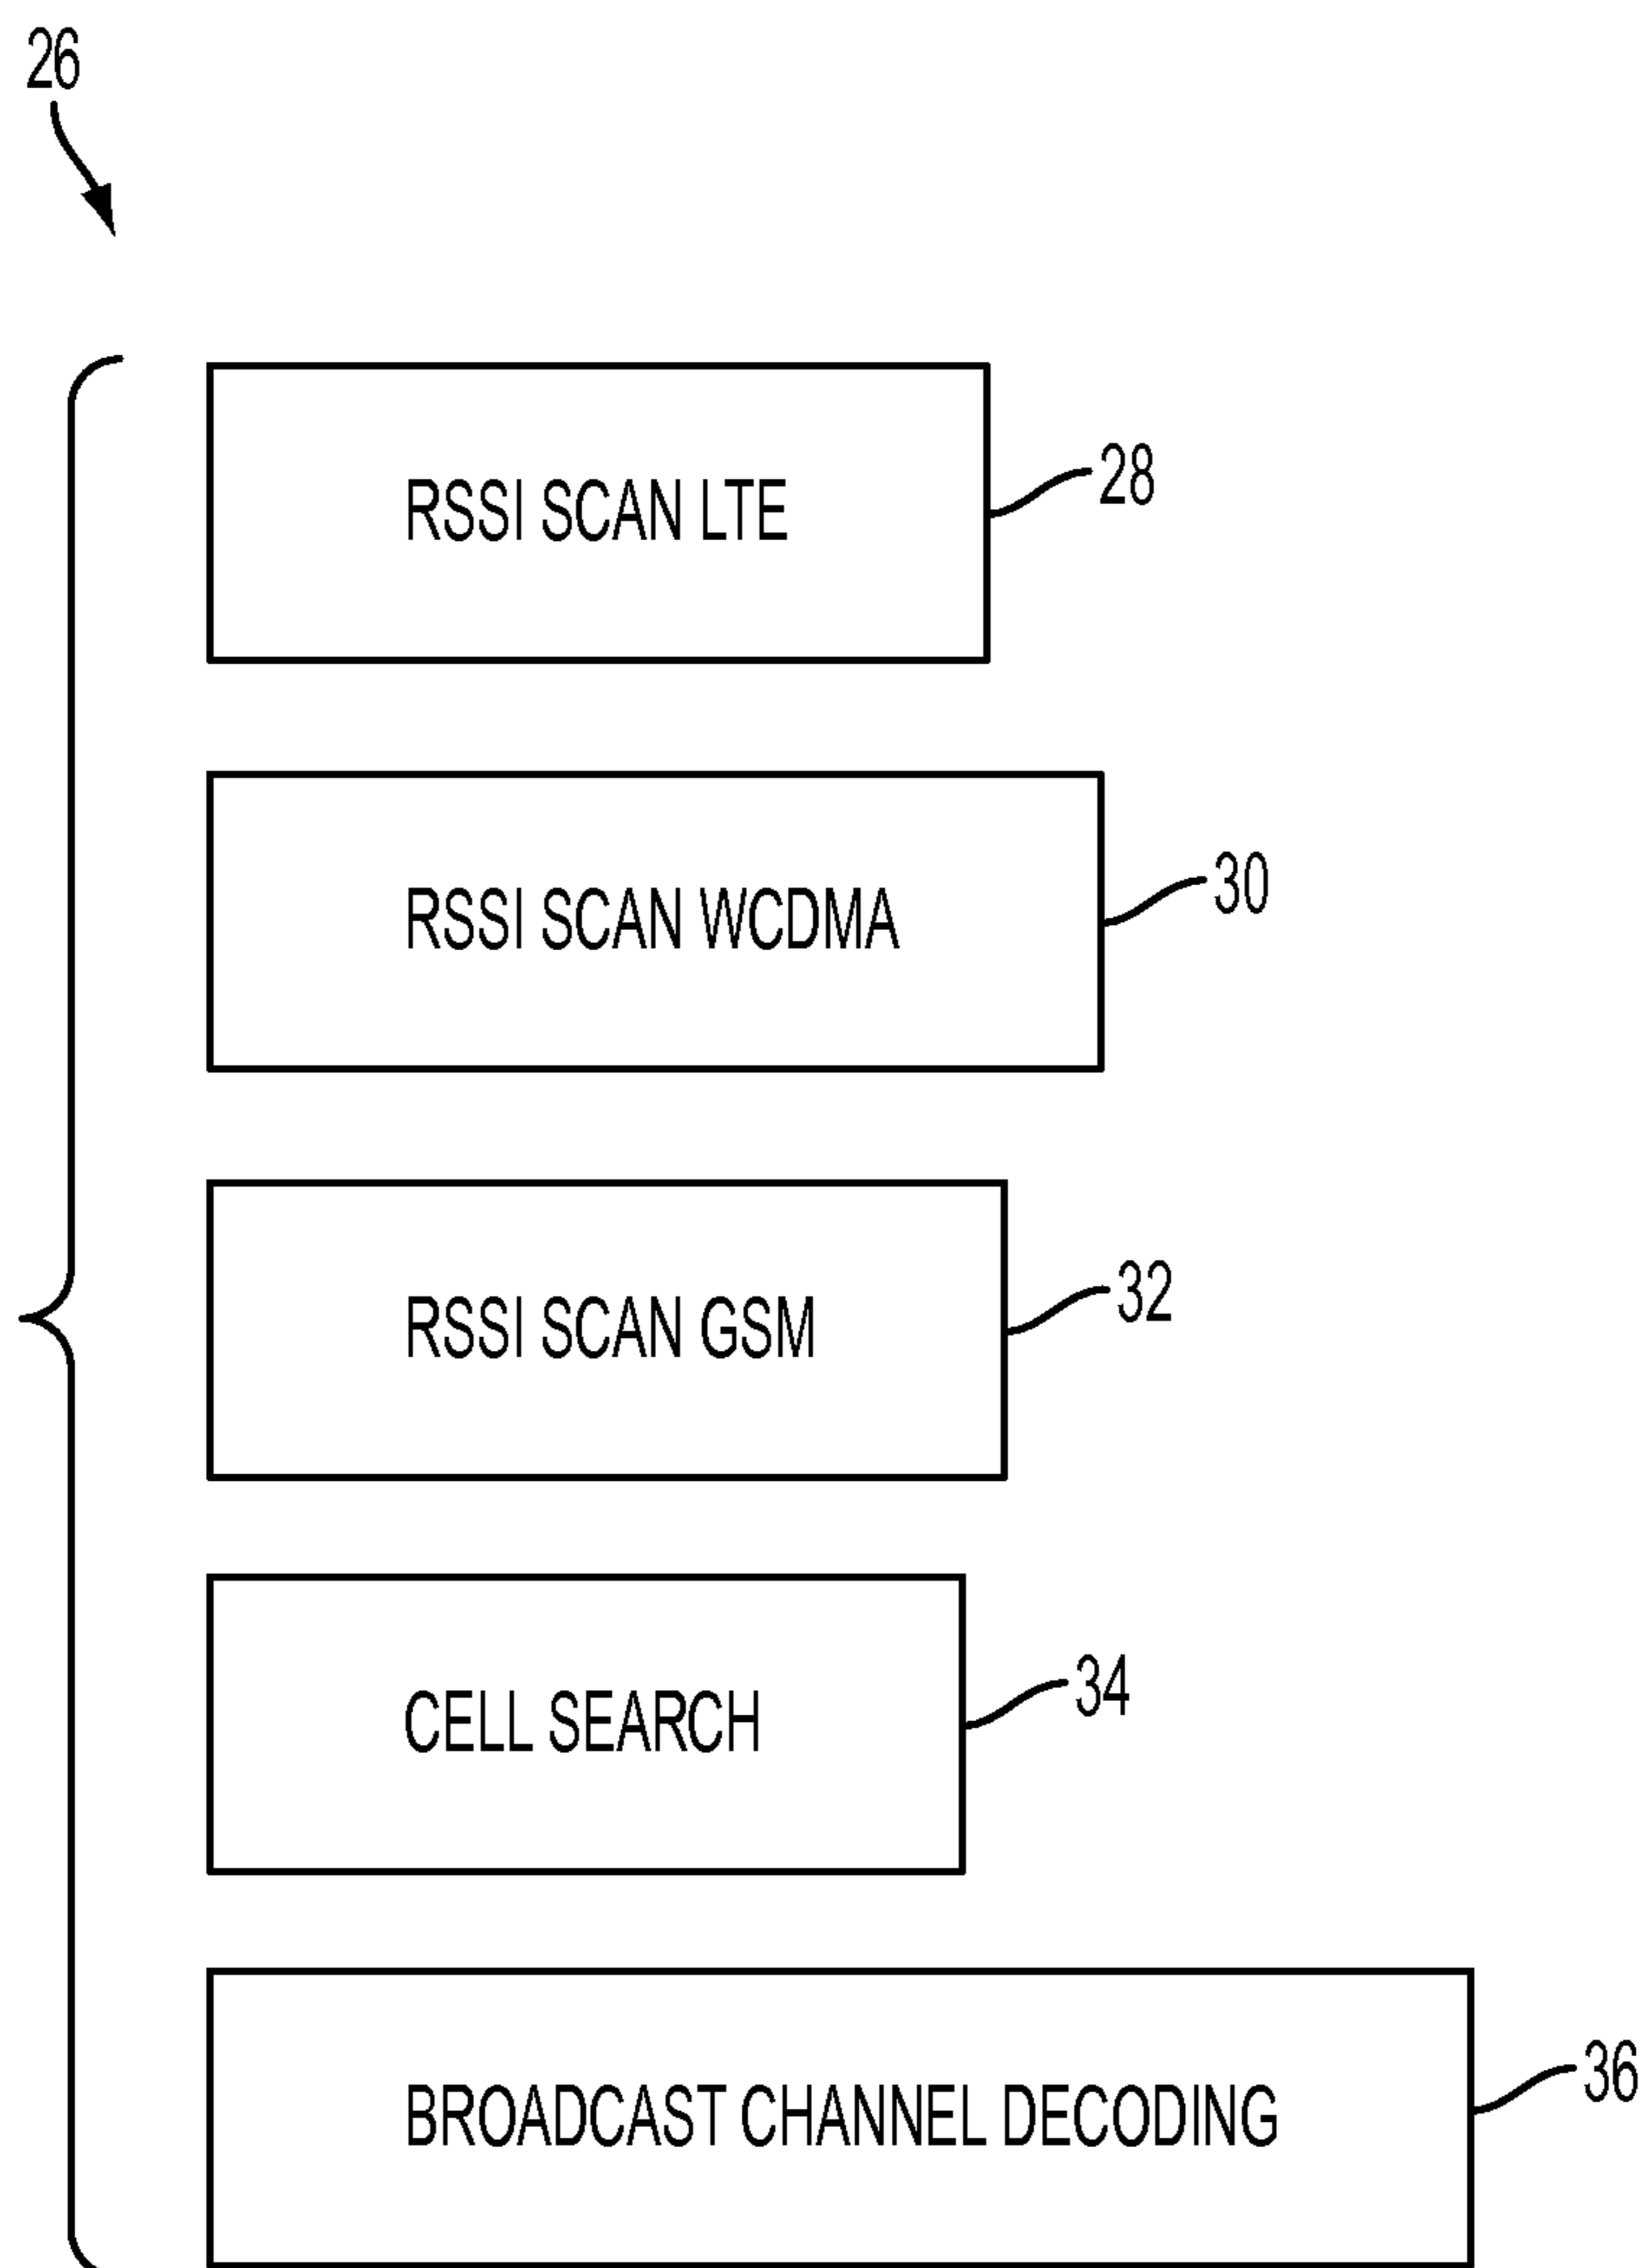 26
RSSI SCAN LTE
28
RSSI SCAN WCDMA
30
RSSI SCAN GSM
32
CELL SEARCH
34
BROADCAST CHANNEL DECODING
36